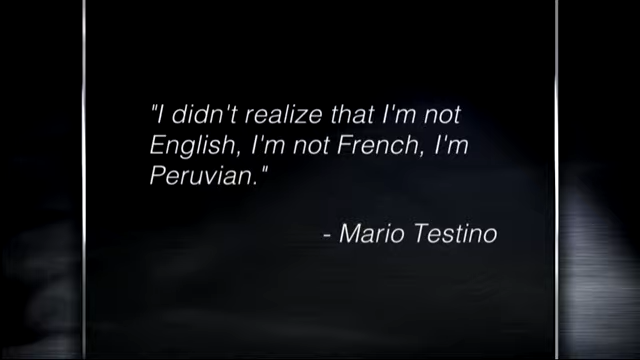 "I didn't realize that I'm not
English, I'm not French, I'm
Peruvian."
- Mario Testino